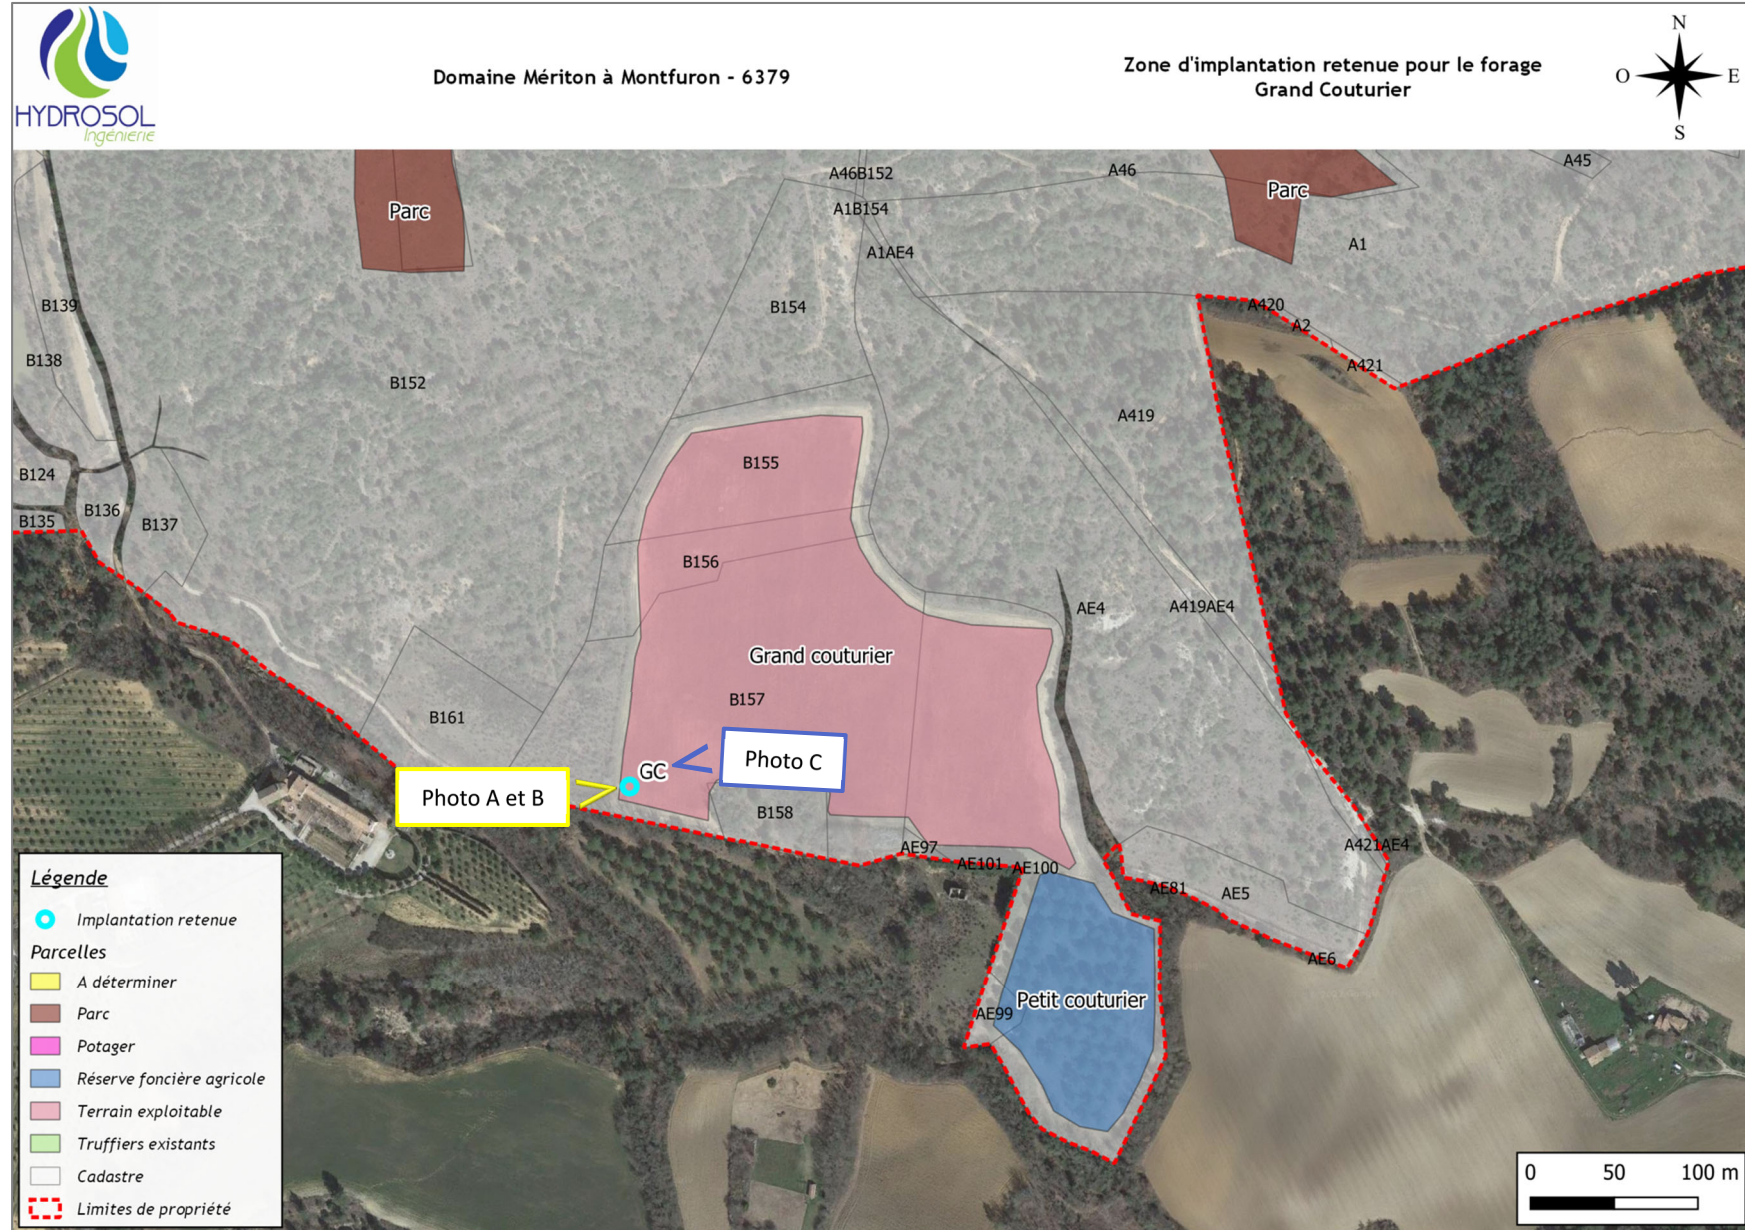 HYDROSOL
Ingénierie
Domaine Mériton à Montfuron - 6379
Zone d'implantation retenue pour le forage
Grand Couturier
N
O
E
S
A46B152
A46
A45
Parc
Parc
A1B154
A1AE4
A1
B139
B154
A420
A2
B138
B152
A421
A419
B124
B155
B136
B135
B137
B156
AE4
A419AE4
Grand couturier
B157
B161
GC
Photo C
Photo A et B
B158
AE97
AE101
AE100
A421AE4
AE81
AE5
AE6
Petit couturier
AE99
Légende
Implantation retenue
Parcelles
A déterminer
Parc
Potager
Réserve foncière agricole
Terrain exploitable
Truffiers existants
Cadastre
Limites de propriété
0 50 100 m